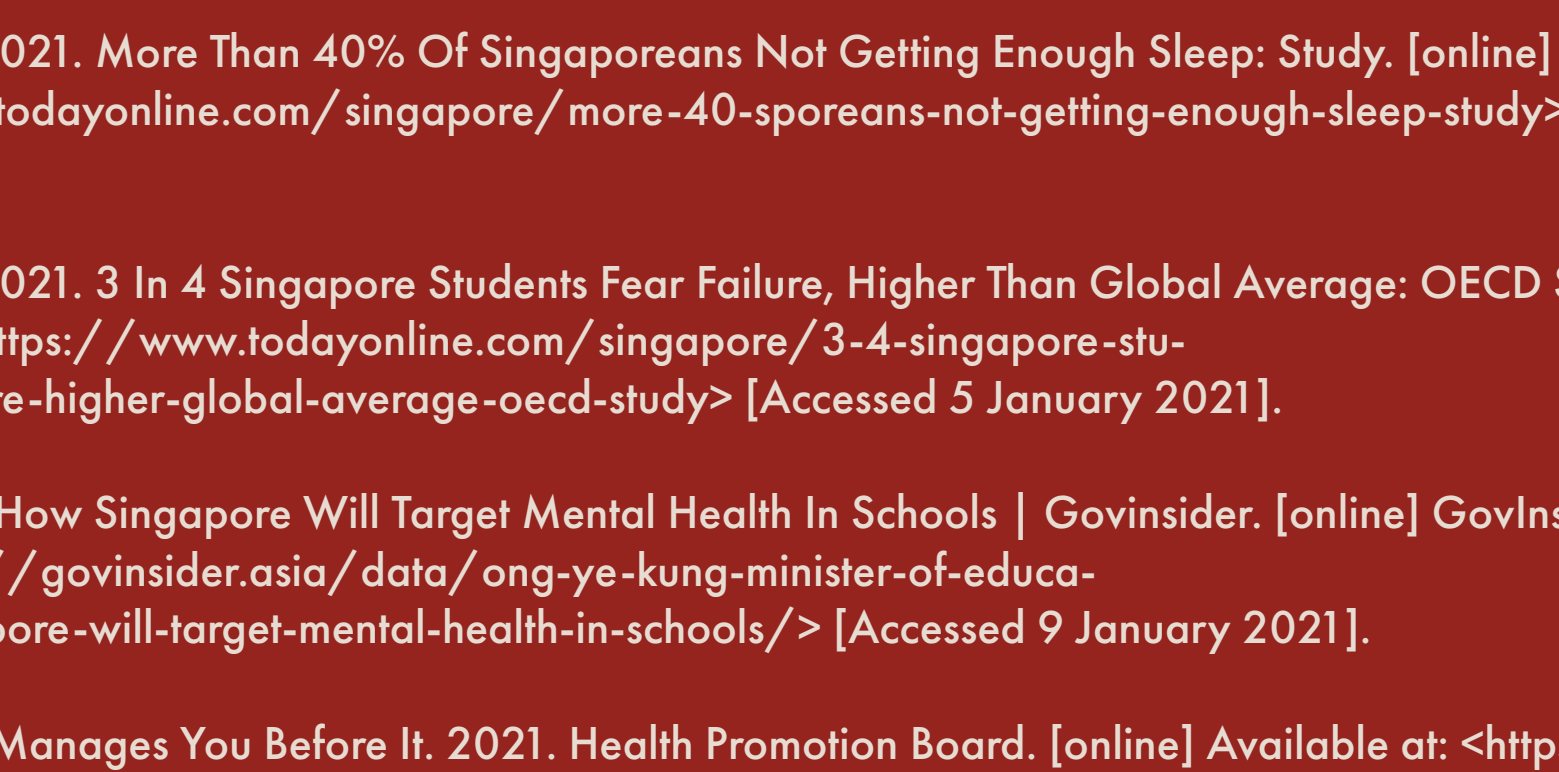 021. More Than 40% Of Singaporeans Not Getting Enough Sleep: Study. [online]
todayonline.com/singapore/more-40-sporeans-not-getting-enough-sleep-study>
021. 3 In 4 Singapore Students Fear Failure, Higher Than Global Average: OECD S
ttps://www.todayonline.com/singapore/3-4-singapore-stu-
re-higher-global-average-oecd-study> [Accessed 5 January 2021].
How Singapore Will Target Mental Health In Schools | Govinsider. [online] GovIns
//govinsider.asia/data/ong-ye-kung-minister-of-educa-
pore-will-target-mental-health-in-schools/> [Accessed 9 January 2021].
Manages You Before It. 2021. Health Promotion Board. [online] Available at: <http